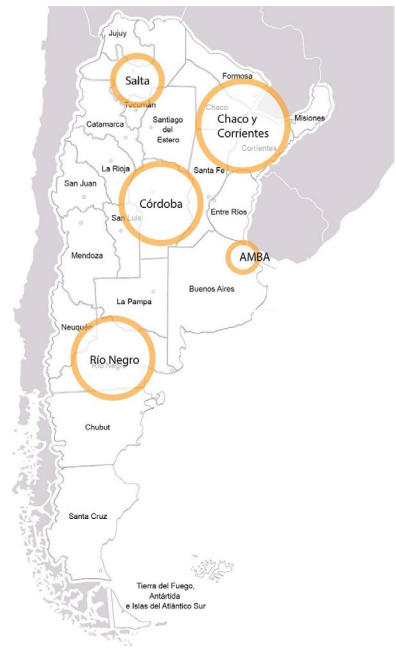 Jujuy
Salta
Formosa
Tucumán
Chaco
Chaco y
Corrientes
Misiones
Catamarca
Santiago
del
Estero
Corrientes
La Rioja
Santa Fe
San Juan
Córdoba
San Luis
Entre Ríos
Mendoza
AMBA
Buenos Aires
La Pampa
Neuquén
Río Negro
Río Negro
Chubut
Santa Cruz
Tierra del Fuego,
Antártida
e Islas del Atlántico Sur